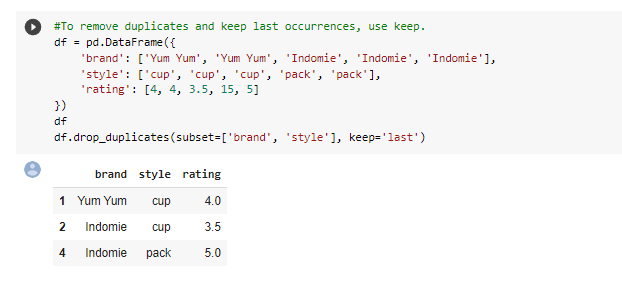 #To remove duplicates and keep last occurrences, use keep.
df = pd.DataFrame({
    'brand': ['Yum Yum', 'Yum Yum', 'Indomie', 'Indomie', 'Indomie'],
    'style': ['cup', 'cup', 'cup', 'pack', 'pack'],
    'rating': [4, 4, 3.5, 15, 5]
})
df
df.drop_duplicates(subset=['brand', 'style'], keep='last')
brand style rating
1 Yum Yum cup 4.0
2 Indomie cup 3.5
4 Indomie pack 5.0